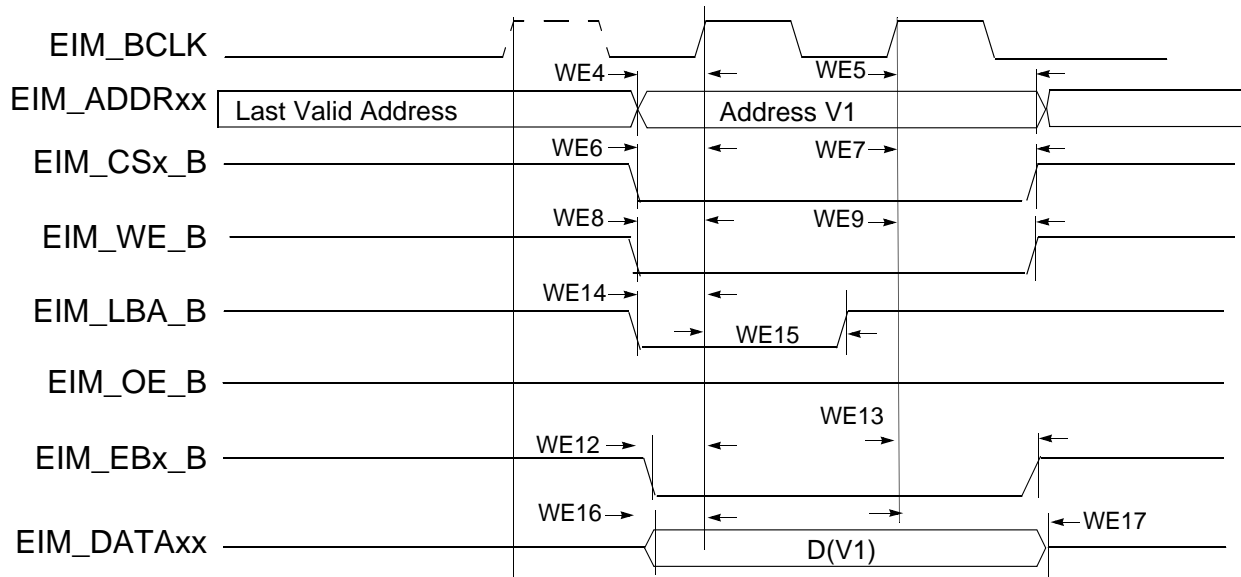 EIM_BCLK
WE4 WE5
EIM_ADDRxx
Last Valid Address Address V1
WE6 WE7
EIM_CSx_B
WE8 WE9
EIM_WE_B
WE14
EIM_LBA_B
WE15
EIM_OE_B
WE13
WE12
EIM_EBx_B
WE16 WE17
EIM_DATAxx D(V1)